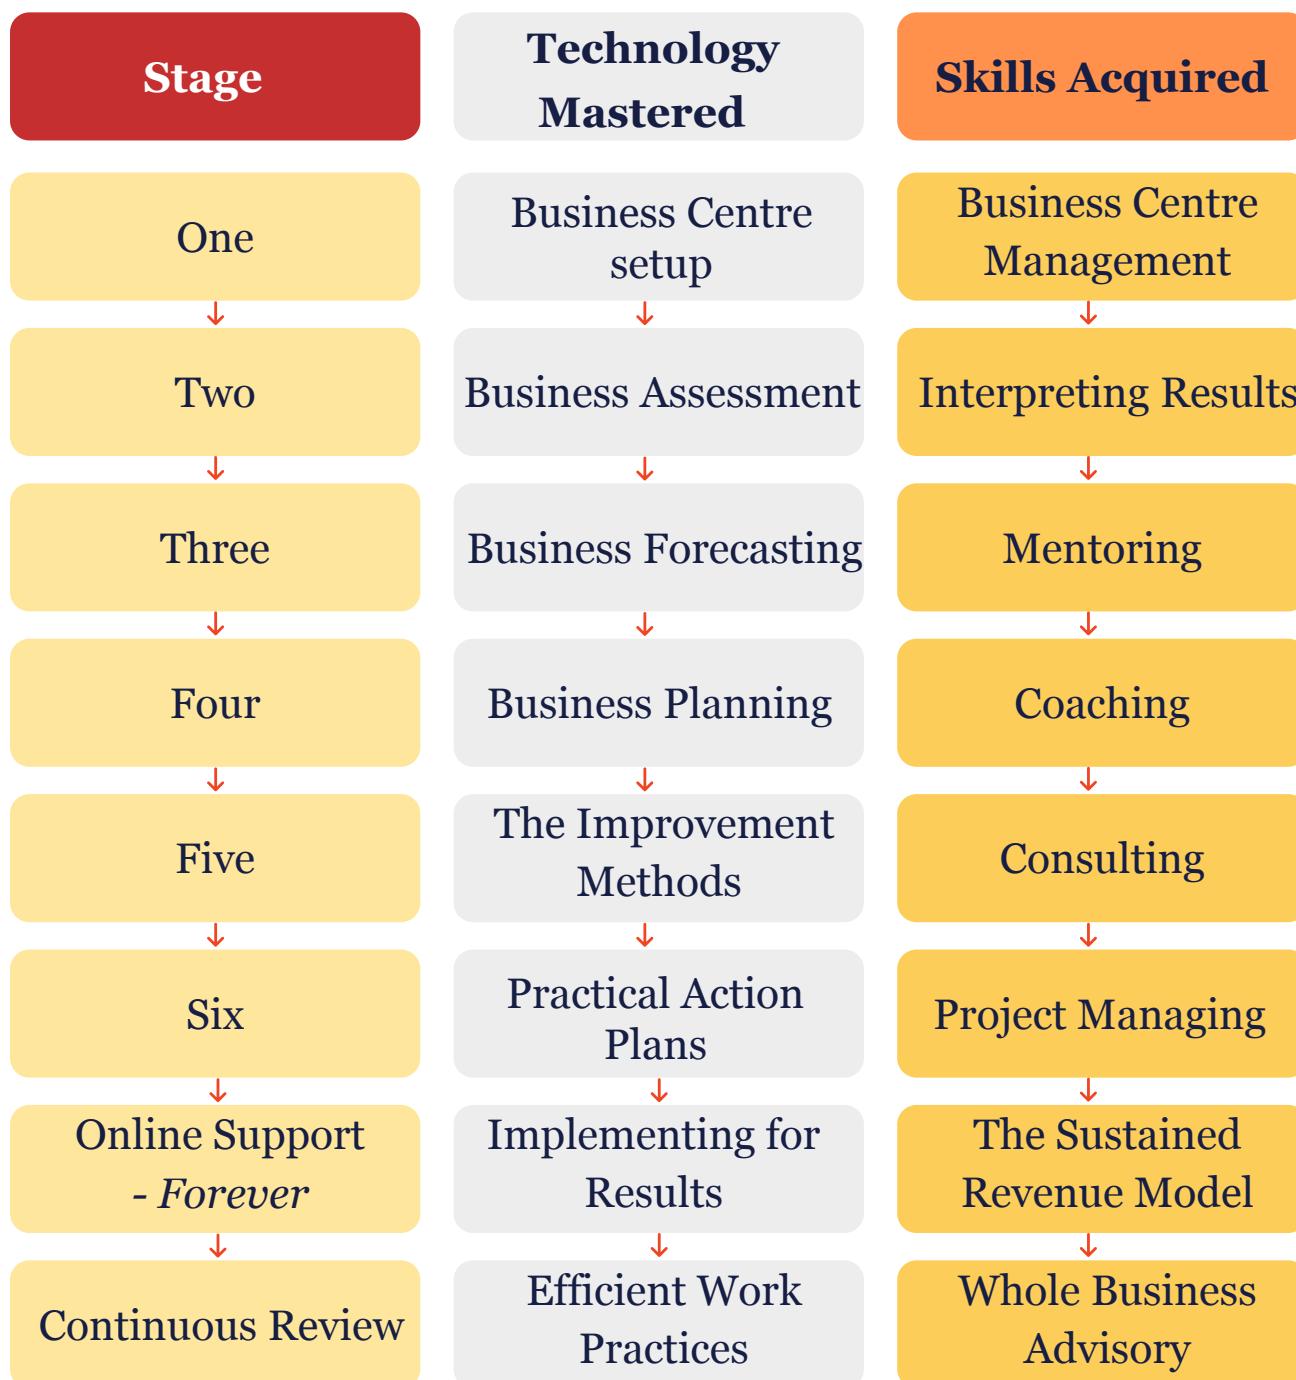 Stage
Technology
Mastered
Skills Acquired
One
Business Centre
setup
Business Centre
Management
Two
Business Assessment
Interpreting Results
Three
Business Forecasting
Mentoring
Four
Business Planning
Coaching
Five
The Improvement
Methods
Consulting
Six
Practical Action
Plans
Project Managing
Online Support
- Forever
Implementing for
Results
The Sustained
Revenue Model
Continuous Review
Efficient Work
Practices
Whole Business
Advisory